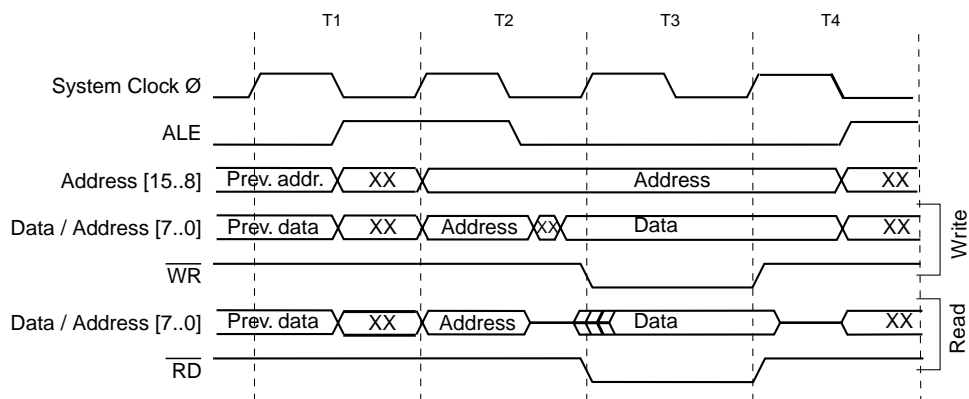 T1 T2 T3 T4
System Clock Ø
ALE
Address [15..8] Prev. addr. XX Address XX
Data / Address [7..0] Prev. data XX Address XX Data XX
WR
Write
Data / Address [7..0] Prev. data XX Address Data XX
RD
Read